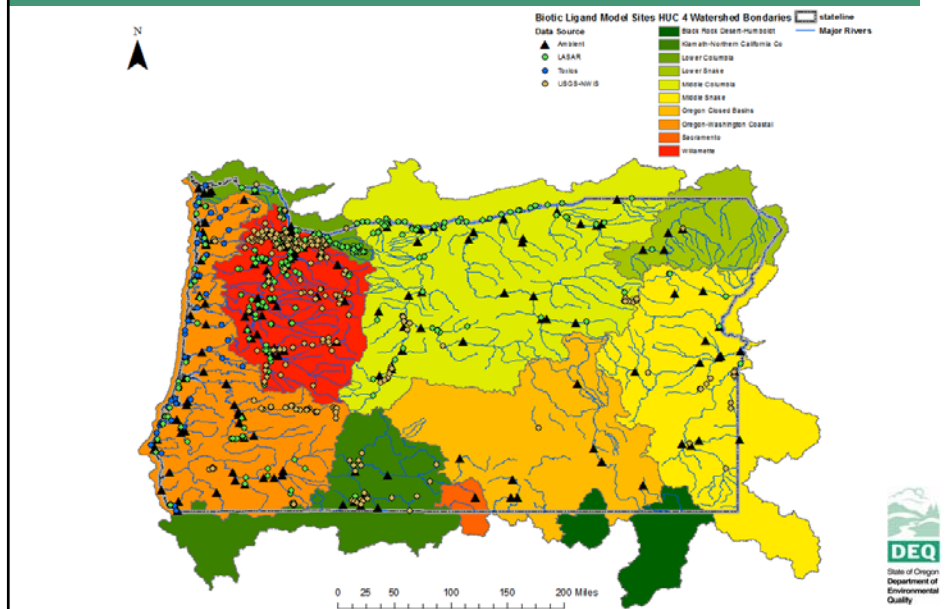 Biotic Ligand Model Sites
Data Source
Ambient
LASAR
Toxics
USGS-NWIS
HUC 4 Watershed Bondaries
Black Rock Desert-Humboldt
Klamath-Northern California Co
Lower Columbia
Lower Snake
Middle Columbia
Middle Snake
Oregon Closed Basins
Oregon-Washington Coastal
Sacramento
Willamette
stateline
Major Rivers
N
0 25 50 100 150 200 Miles
DEQ
State of Oregon
Department of
Environmental
Quality